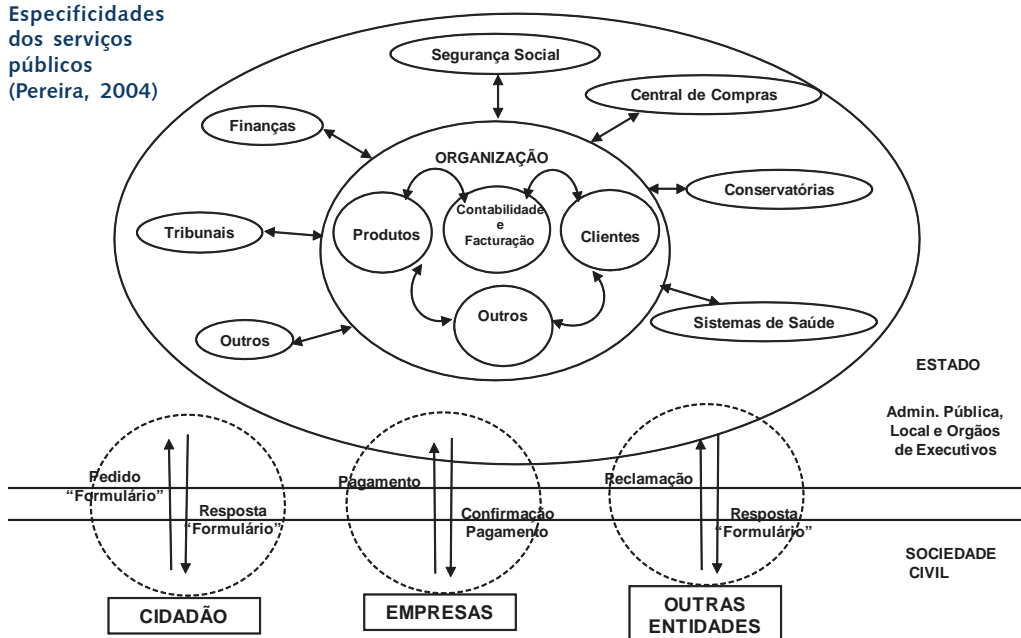 Especificidades
dos serviços
públicos
(Pereira, 2004)
Segurança Social
Central de Compras
Finanças
ORGANIZAÇÃO
Conservatórias
Produtos
Contabilidade
e
Facturação
Clientes
Tribunais
Outros
Sistemas de Saúde
Outros
ESTADO
Admin. Pública,
Local e Orgãos
de Executivos
Pedido
“Formulário”
Resposta
“Formulário”
Pagamento
Confirmação
Pagamento
Reclamação
Resposta
“Formulário”
SOCIEDADE
CIVIL
CIDADÃO
EMPRESAS
OUTRAS
ENTIDADES